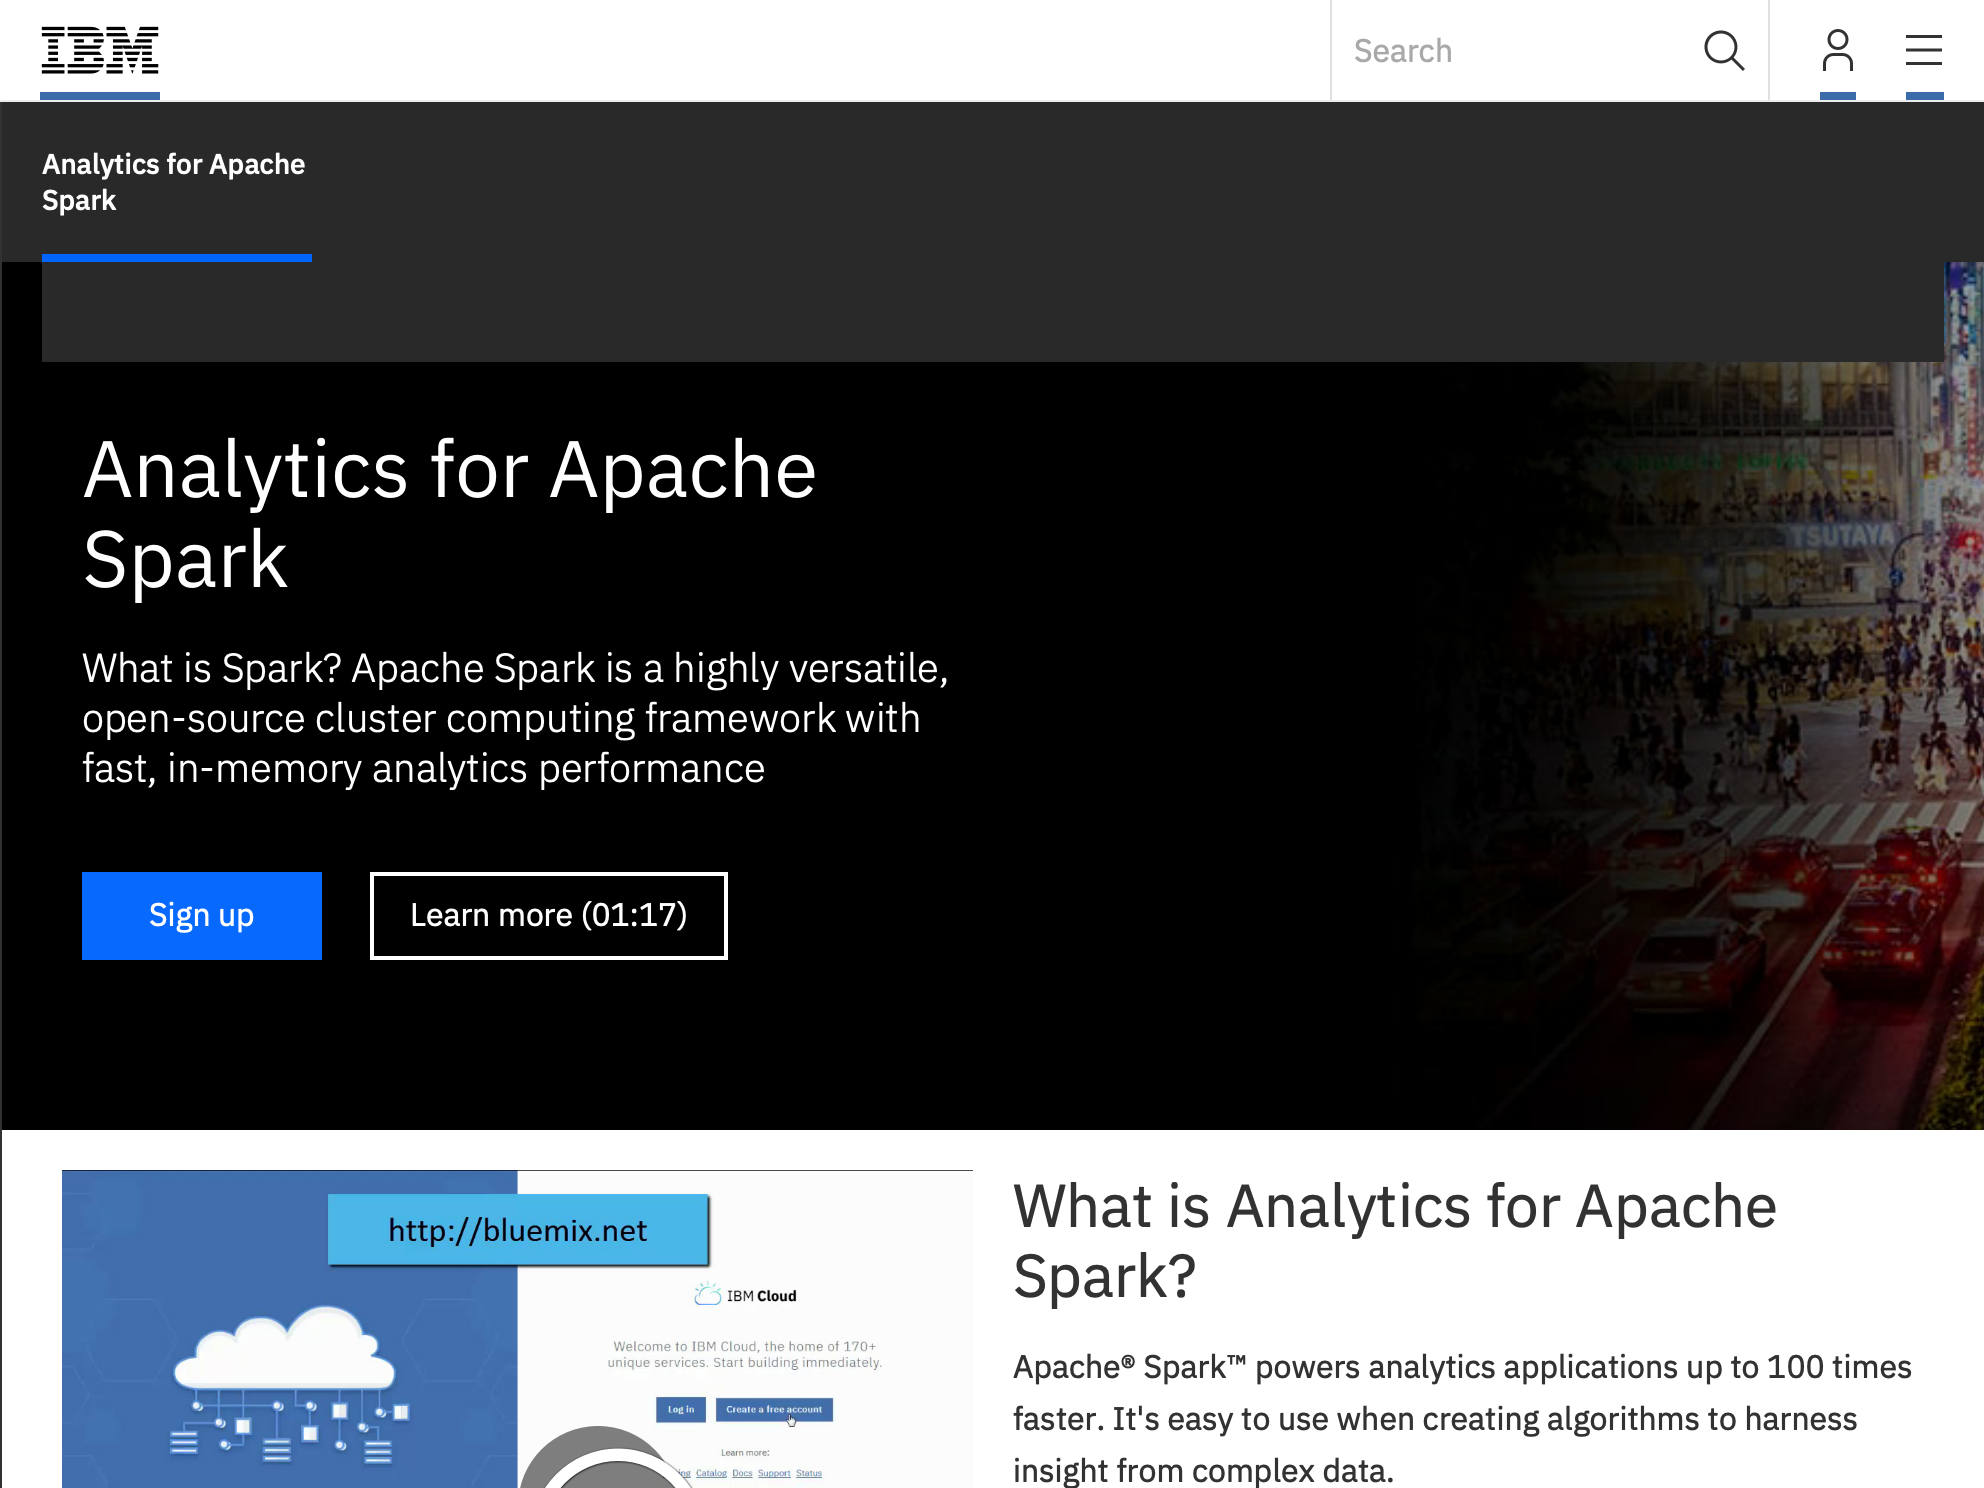 IBM
Search
Analytics for Apache
Spark
Analytics for Apache
Spark
What is Spark? Apache Spark is a highly versatile,
open-source cluster computing framework with
fast, in-memory analytics performance
Sign up
Learn more (01:17)
TSUTAYA
http://bluemix.net
IBM Cloud
Welcome to IBM Cloud, the home of 170+
unique services. Start building immediately.
Log in
Create a free account
Learn more:
Catalog Docs Support Status
What is Analytics for Apache
Spark?
Apache® Spark™ powers analytics applications up to 100 times
faster. It's easy to use when creating algorithms to harness
insight from complex data.